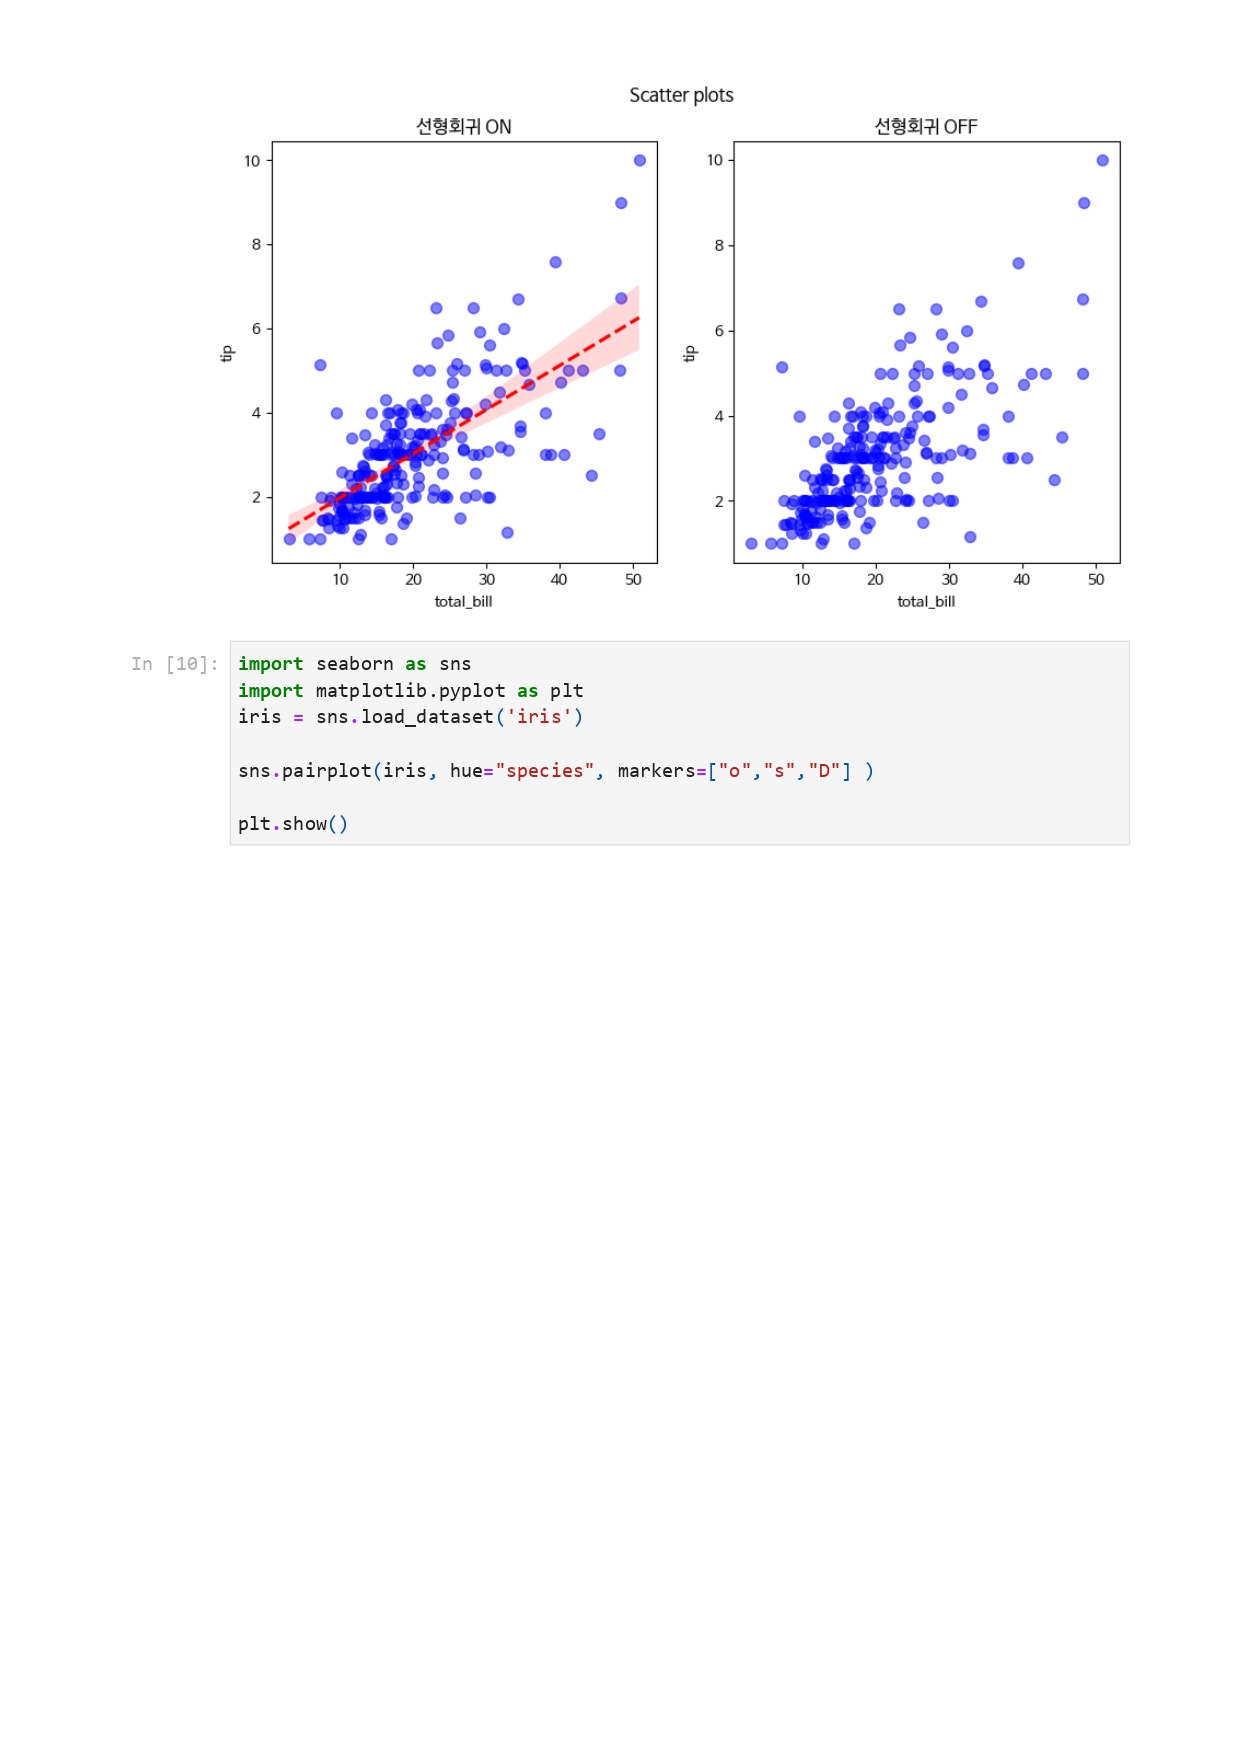 Scatter plots
선형회귀 ON
선형회귀 OFF
10
8
6
4
2
tip
10
20
30
40
50
total_bill
10
8
6
4
2
tip
10
20
30
40
50
total_bill
In [10]:
import seaborn as sns
import matplotlib.pyplot as plt
iris = sns.load_dataset('iris')
sns.pairplot(iris, hue="species", markers=["o","s","D"] )
plt.show()